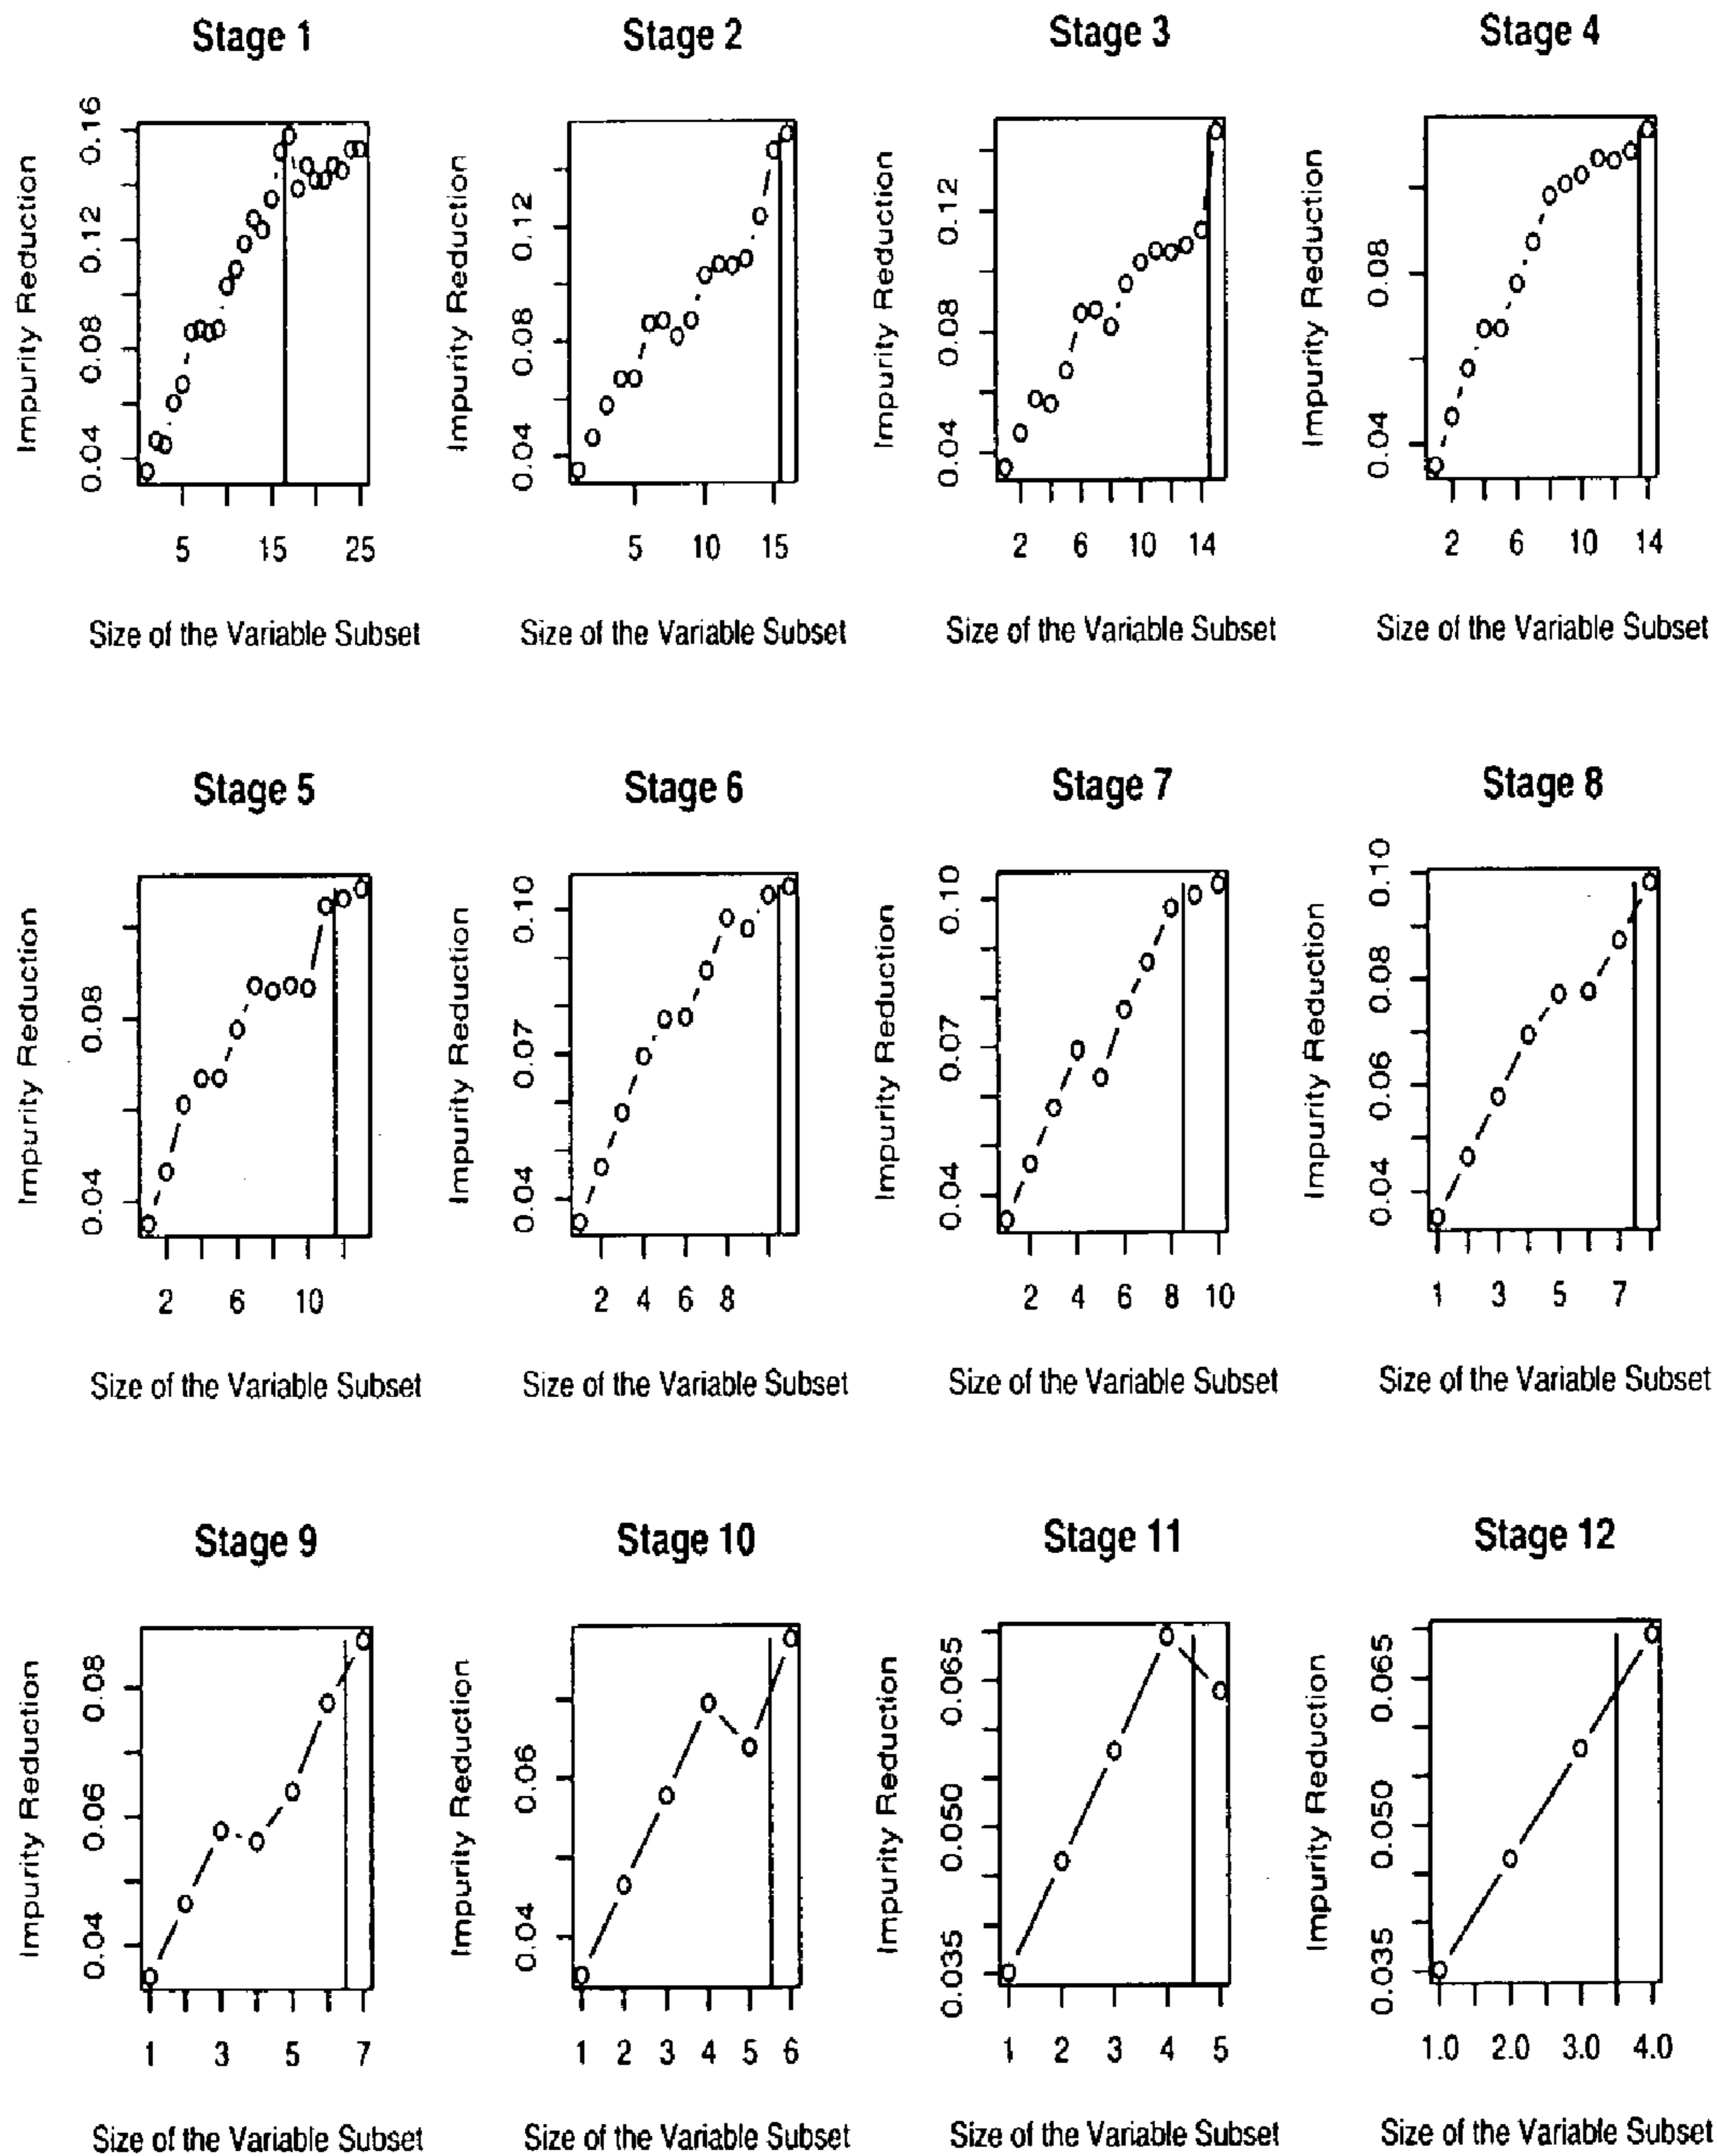 Stage 1
Impurity Reduction
0.04 0.08 0.12 0.16
5 15 25
Size of the Variable Subset
Stage 2
Impurity Reduction
0.04 0.08 0.12
5 10 15
Size of the Variable Subset
Stage 3
Impurity Reduction
0.04 0.08 0.12
2 6 10 14
Size of the Variable Subset
Stage 4
Impurity Reduction
0.04 0.08
2 6 10 14
Size of the Variable Subset
Stage 5
Impurity Reduction
0.04 0.08
2 6 10
Size of the Variable Subset
Stage 6
Impurity Reduction
0.04 0.07 0.10
2 4 6 8
Size of the Variable Subset
Stage 7
Impurity Reduction
0.04 0.07 0.10
2 4 6 8 10
Size of the Variable Subset
Stage 8
Impurity Reduction
0.04 0.06 0.08 0.10
1 3 5 7
Size of the Variable Subset
Stage 9
Impurity Reduction
0.04 0.06 0.08
1 3 5 7
Size of the Variable Subset
Stage 10
Impurity Reduction
0.04 0.06
1 2 3 4 5 6
Size of the Variable Subset
Stage 11
Impurity Reduction
0.035 0.050 0.065
1 2 3 4 5
Size of the Variable Subset
Stage 12
Impurity Reduction
0.035 0.050 0.065
1.0 2.0 3.0 4.0
Size of the Variable Subset